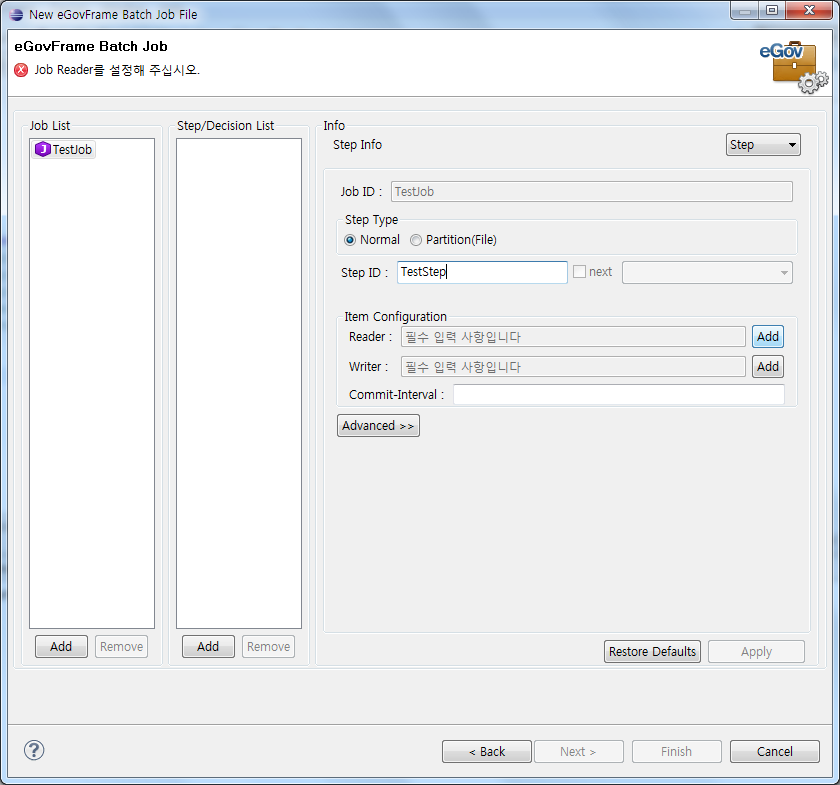 New eGovFrame Batch Job File
eGovFrame Batch Job
Job Reader를 설정해 주십시오.
eGov
Job List
Step/Decision List
Info
TestJob
Step Info
Step
Job ID :
TestJob
Step Type
Normal
Partition(File)
Step ID :
TestStep
next
Item Configuration
Reader :
필수 입력 사항입니다
Add
Writer :
필수 입력 사항입니다
Add
Commit-Interval :
Advanced >>
Add
Remove
Add
Remove
Restore Defaults
Apply
?
< Back
Next >
Finish
Cancel